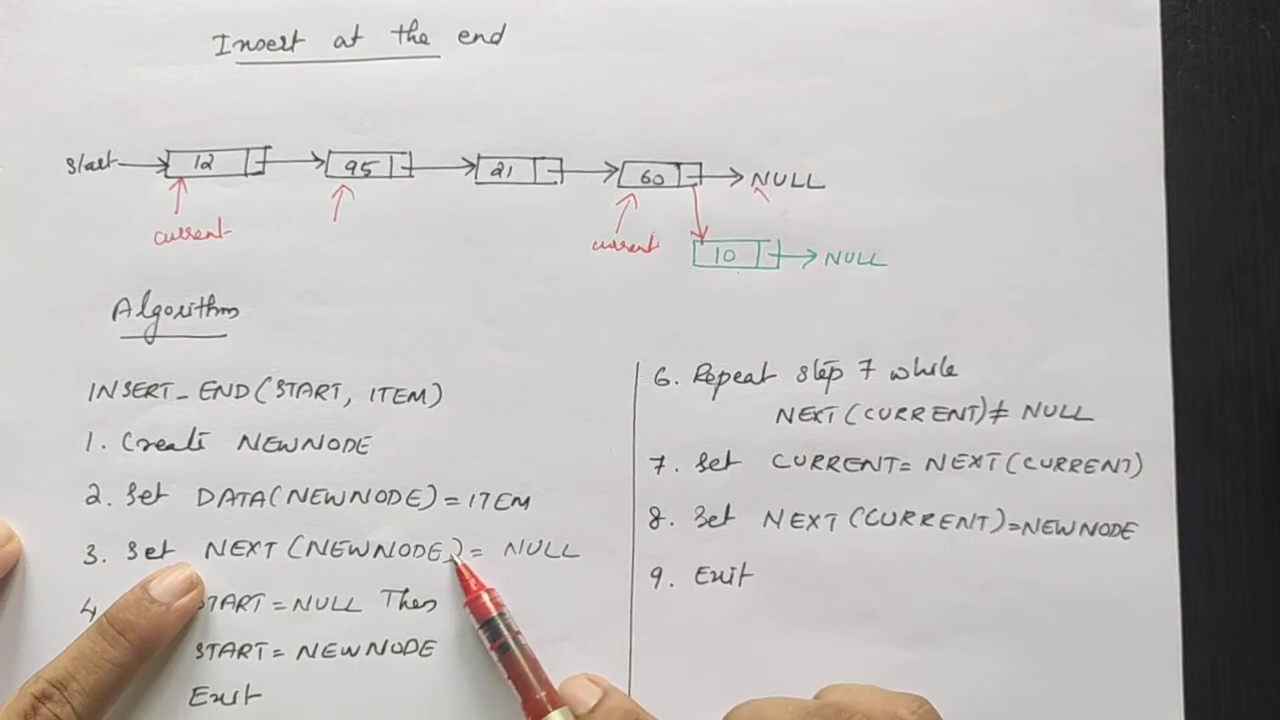 Insert at the end
Start 12 95 21 60 NULL
current current
10 NULL
Algorithm
INSERT_END(START, ITEM)
1. Create NEWNODE
2. Set DATA(NEWNODE)=ITEM
3. Set NEXT(NEWNODE)= NULL
4 START=NULL Then
START= NEWNODE
Exit
6. Repeat step 7 while
NEXT(CURRENT)≠ NULL
7. Set CURRENT= NEXT(CURRENT)
8. Set NEXT(CURRENT)=NEWNODE
9. Exit